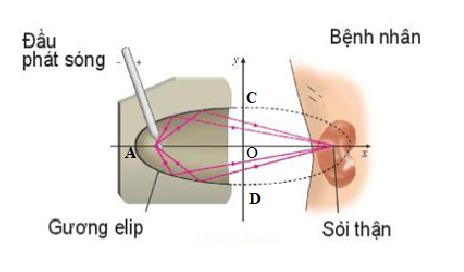 Đầu
phát sóng
Bệnh nhân
y
C
A
O
x
D
Gương elip
Sỏi thận